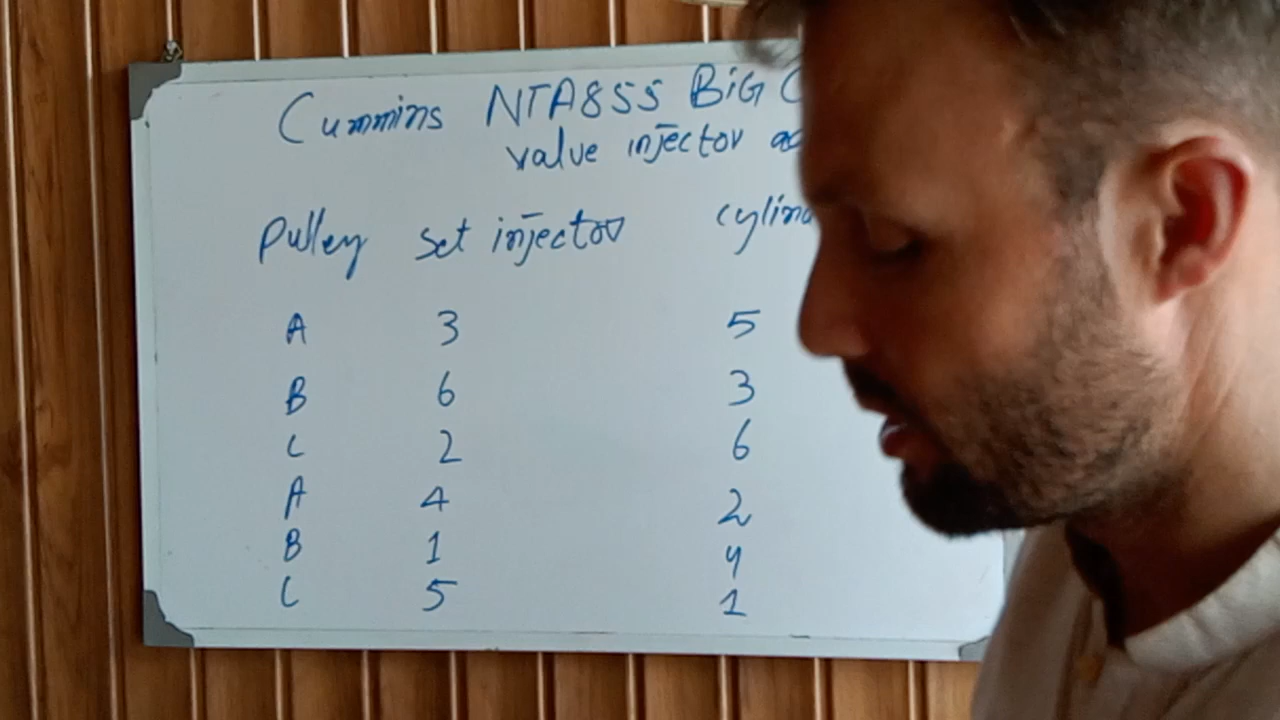 Cummins NTA855 BiG
value injector
Pulley set injector
A 3 5
B 6 3
C 2 6
A 4 2
B 1 4
C 5 1